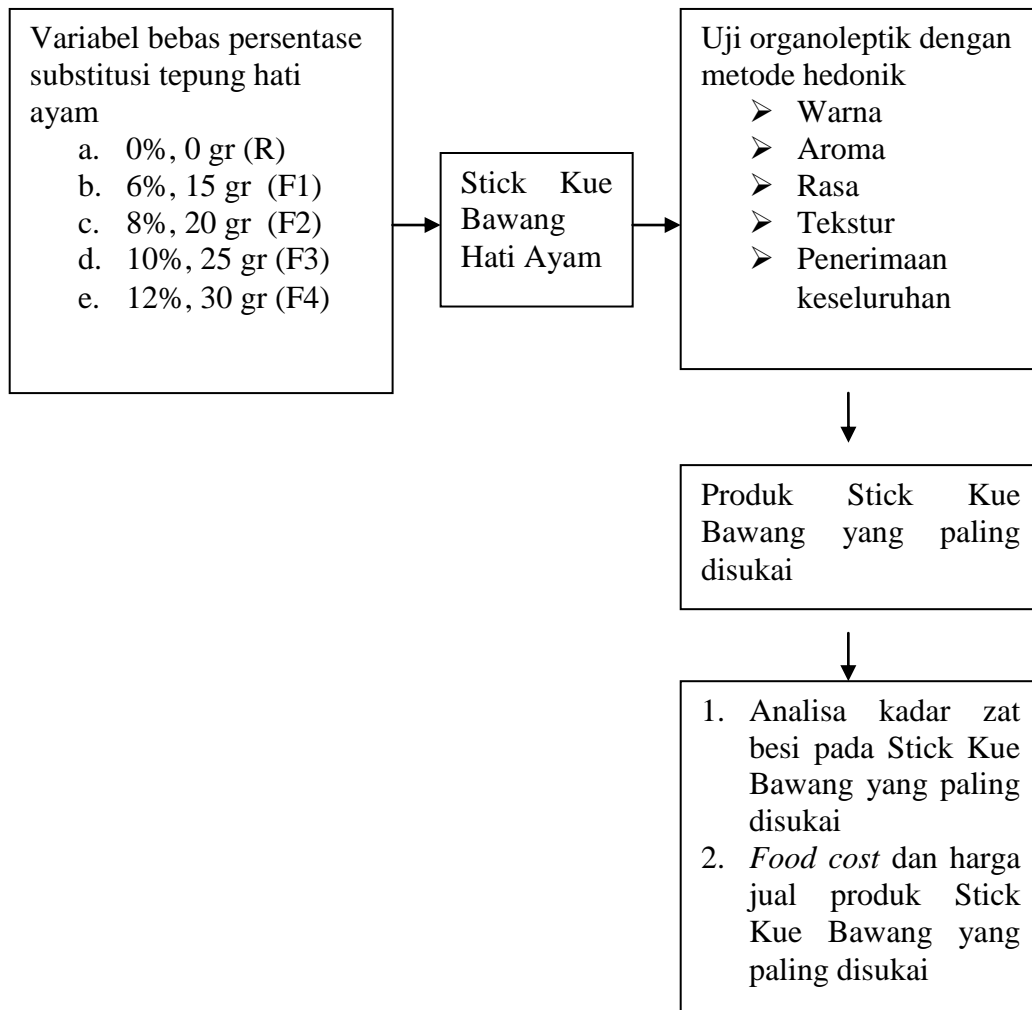 Variabel bebas persentase
substitusi tepung hati
ayam
a. 0%, 0 gr (R)
b. 6%, 15 gr (F1)
c. 8%, 20 gr (F2)
d. 10%, 25 gr (F3)
e. 12%, 30 gr (F4)
Stick Kue
Bawang
Hati Ayam
Uji organoleptik dengan
metode hedonik
➢ Warna
➢ Aroma
➢ Rasa
➢ Tekstur
➢ Penerimaan
keseluruhan
Produk Stick Kue
Bawang yang paling
disukai
1. Analisa kadar zat
besi pada Stick Kue
Bawang yang paling
disukai
2. Food cost dan harga
jual produk Stick
Kue Bawang yang
paling disukai